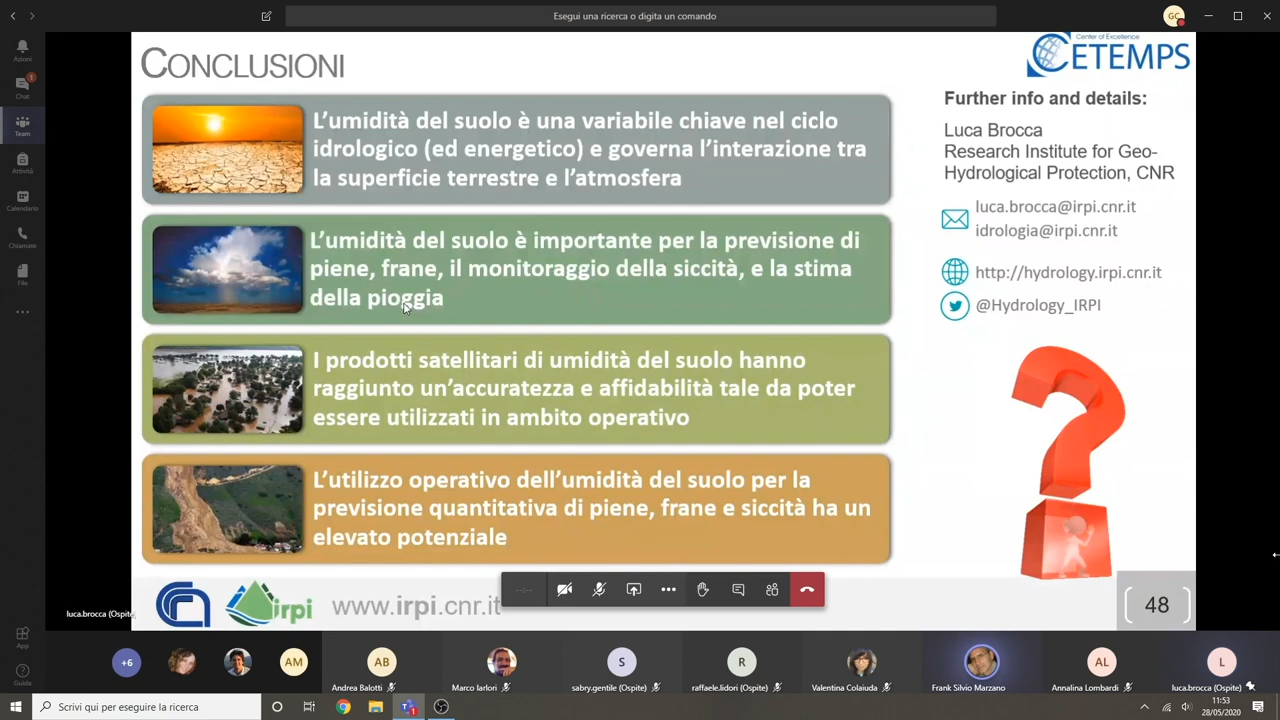 Esegui una ricerca o digita un comando
GC
Azioni
Chat
1
Team
Attività
Calendario
Chiamate
File
App
Guida
CONCLUSIONI
L'umidità del suolo è una variabile chiave nel ciclo
idrologico (ed energetico) e governa l'interazione tra
la superficie terrestre e l'atmosfera
L'umidità del suolo è importante per la previsione di
piene, frane, il monitoraggio della siccità, e la stima
della pioggia
I prodotti satellitari di umidità del suolo hanno
raggiunto un'accuratezza e affidabilità tale da poter
essere utilizzati in ambito operativo
L'utilizzo operativo dell'umidità del suolo per la
previsione quantitativa di piene, frane e siccità ha un
elevato potenziale
Center of Excellence
CETEMPS
Further info and details:
Luca Brocca
Research Institute for Geo-
Hydrological Protection, CNR
luca.brocca@irpi.cnr.it
idrologia@irpi.cnr.it
http://hydrology.irpi.cnr.it
@Hydrology_IRPI
irpi
www.irpi.cnr.it
48
--:--
luca.brocca (Ospite)
+6
AM
AB
S
R
AL
L
Andrea Balotti
Marco Iarlori
sabry.gentile (Ospite)
raffaele.lidori (Ospite)
Valentina Colaiuda
Frank Silvio Marzano
Annalina Lombardi
luca.brocca (Ospite)
Scrivi qui per eseguire la ricerca
11:53
28/05/2020